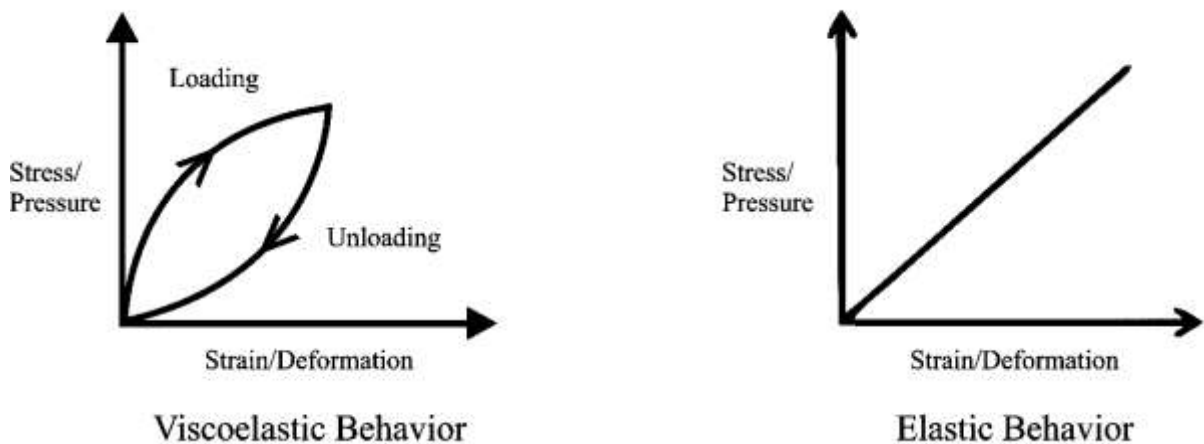 Loading
Stress/
Pressure
Unloading
Strain/Deformation
Viscoelastic Behavior
Stress/
Pressure
Strain/Deformation
Elastic Behavior